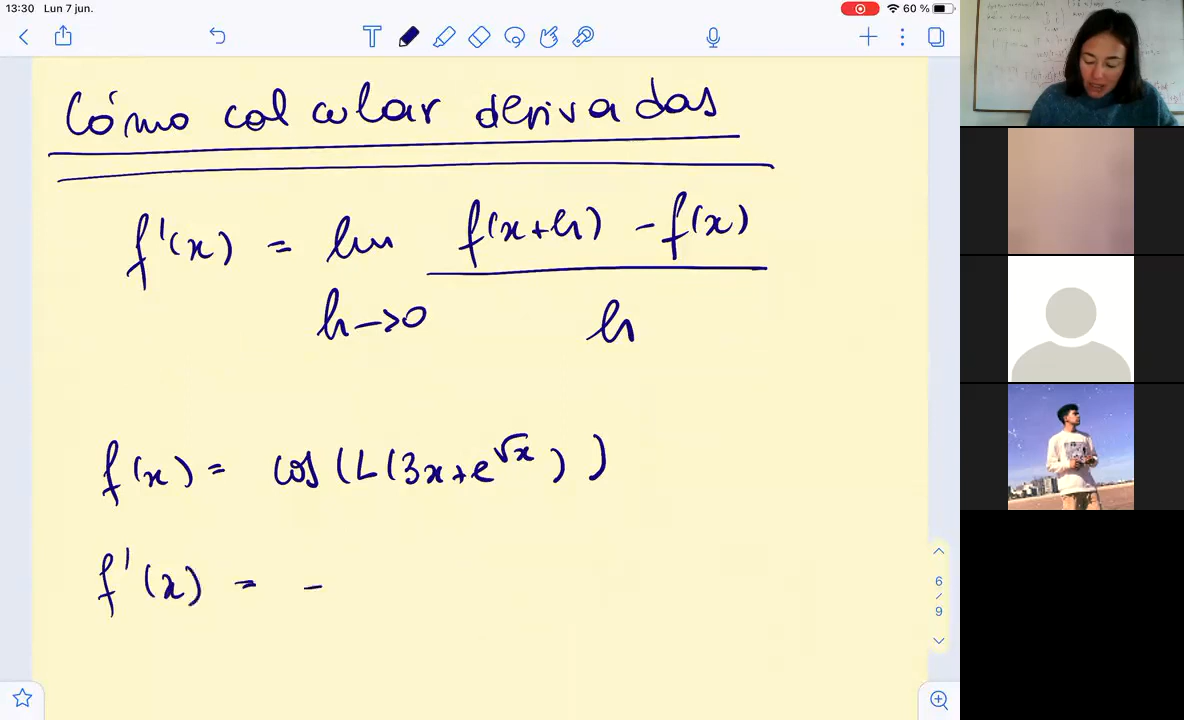 13:30 Lun 7 jun.
60 %
T
Cómo calcular derivadas
f'(x) = lim f(x+h) - f(x)
h->0 h
f(x) = cos(L(3x+e^√x))
f'(x) = -
6
/
9